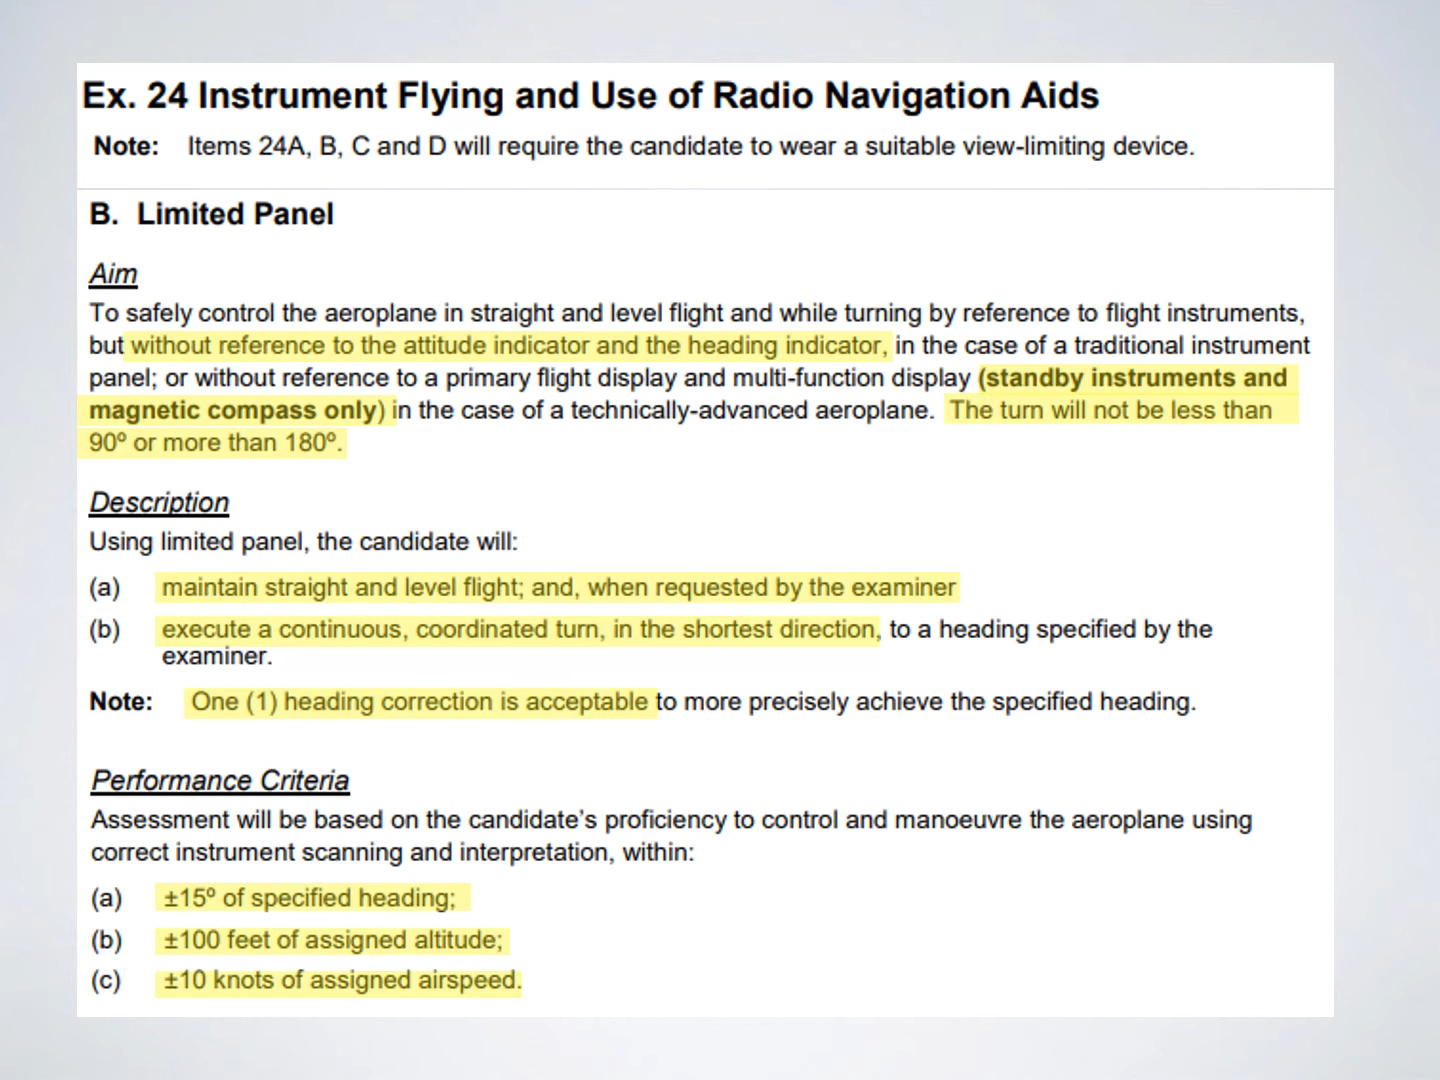 Ex. 24 Instrument Flying and Use of Radio Navigation Aids
Note: Items 24A, B, C and D will require the candidate to wear a suitable view-limiting device.
B. Limited Panel
Aim
To safely control the aeroplane in straight and level flight and while turning by reference to flight instruments,
but without reference to the attitude indicator and the heading indicator, in the case of a traditional instrument
panel; or without reference to a primary flight display and multi-function display (standby instruments and
magnetic compass only) in the case of a technically-advanced aeroplane. The turn will not be less than
90º or more than 180º.
Description
Using limited panel, the candidate will:
(a) maintain straight and level flight; and, when requested by the examiner
(b) execute a continuous, coordinated turn, in the shortest direction, to a heading specified by the
examiner.
Note: One (1) heading correction is acceptable to more precisely achieve the specified heading.
Performance Criteria
Assessment will be based on the candidate’s proficiency to control and manoeuvre the aeroplane using
correct instrument scanning and interpretation, within:
(a) ±15º of specified heading;
(b) ±100 feet of assigned altitude;
(c) ±10 knots of assigned airspeed.